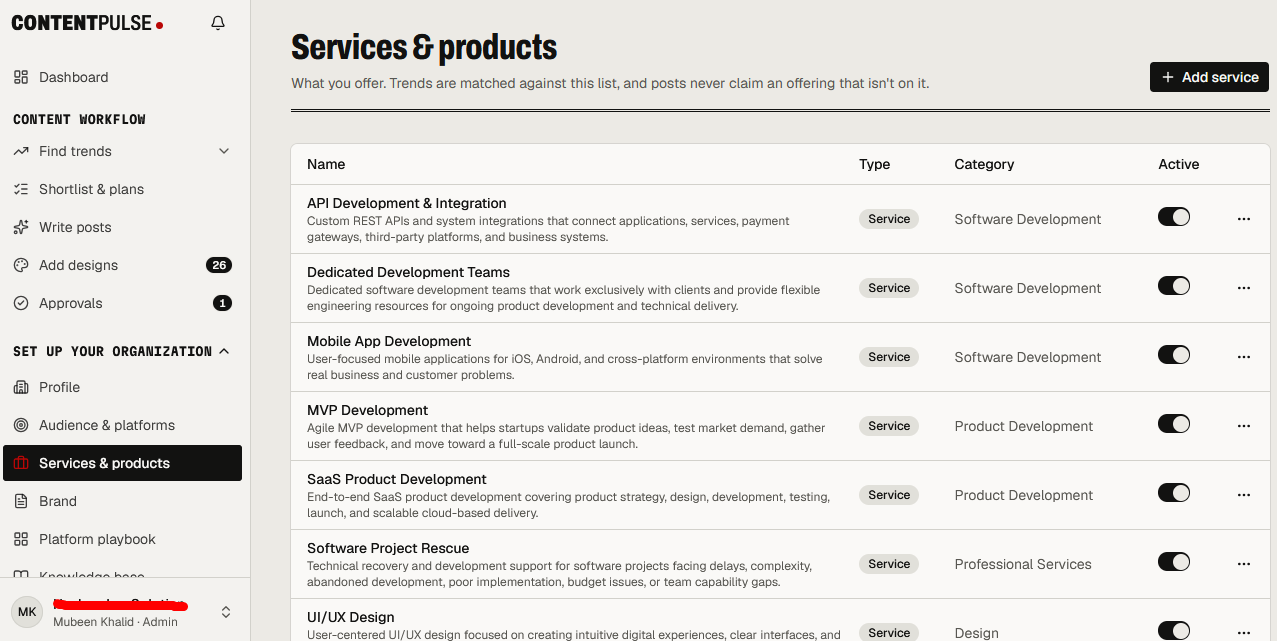 CONTENTPULSE
Dashboard
CONTENT WORKFLOW
Find trends
Shortlist & plans
Write posts
Add designs 26
Approvals 1
SET UP YOUR ORGANIZATION
Profile
Audience & platforms
Services & products
Brand
Platform playbook
Knowledge base
MK
Mubeen Khalid · Admin
Services & products
What you offer. Trends are matched against this list, and posts never claim an offering that isn't on it.
+ Add service
Name Type Category Active
API Development & Integration
Custom REST APIs and system integrations that connect applications, services, payment
gateways, third-party platforms, and business systems.
Service Software Development
Dedicated Development Teams
Dedicated software development teams that work exclusively with clients and provide flexible
engineering resources for ongoing product development and technical delivery.
Service Software Development
Mobile App Development
User-focused mobile applications for iOS, Android, and cross-platform environments that solve
real business and customer problems.
Service Software Development
MVP Development
Agile MVP development that helps startups validate product ideas, test market demand, gather
user feedback, and move toward a full-scale product launch.
Service Product Development
SaaS Product Development
End-to-end SaaS product development covering product strategy, design, development, testing,
launch, and scalable cloud-based delivery.
Service Product Development
Software Project Rescue
Technical recovery and development support for software projects facing delays, complexity,
abandoned development, poor implementation, budget issues, or team capability gaps.
Service Professional Services
UI/UX Design
User-centered UI/UX design focused on creating intuitive digital experiences, clear interfaces, and
Service Design